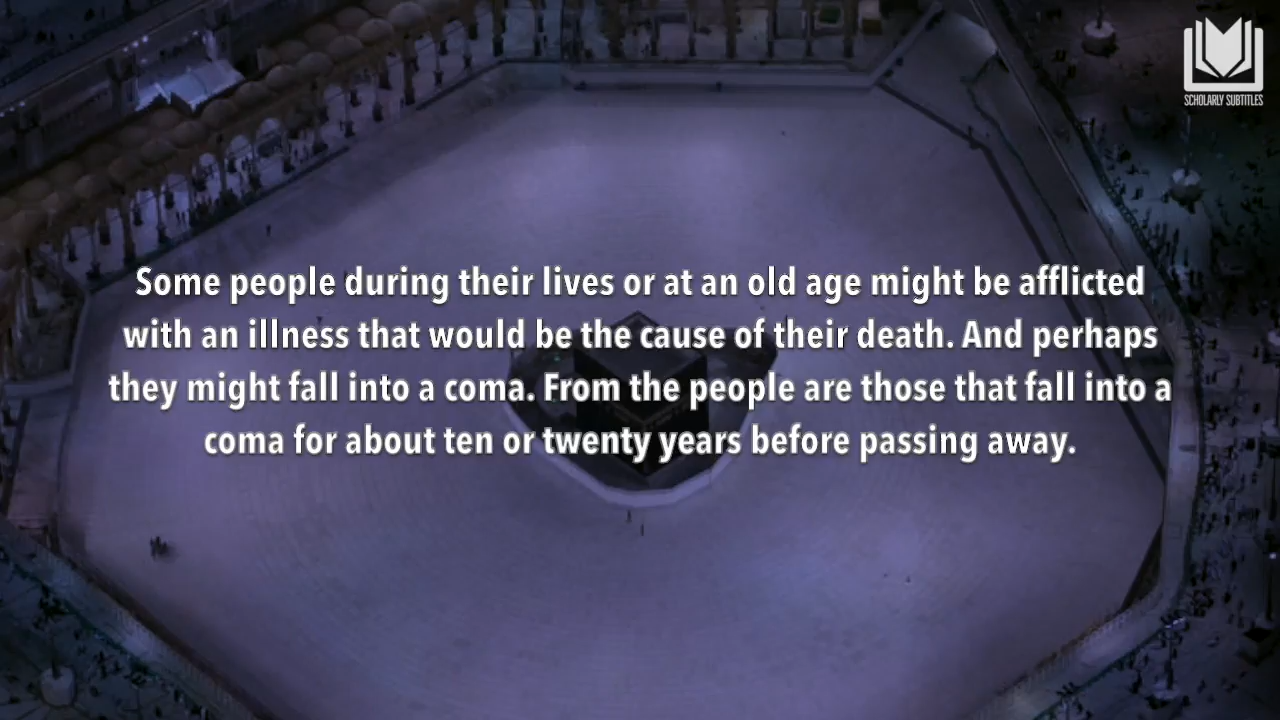 SCHOLARLY SUBTITLES
Some people during their lives or at an old age might be afflicted
with an illness that would be the cause of their death. And perhaps
they might fall into a coma. From the people are those that fall into a
coma for about ten or twenty years before passing away.